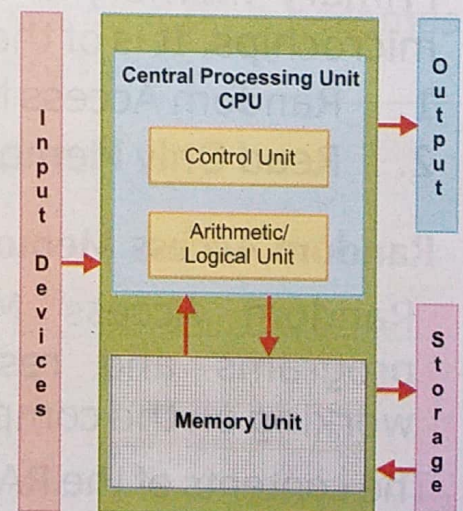 Input Devices
Central Processing Unit
CPU
Control Unit
Arithmetic/
Logical Unit
Memory Unit
Output
Storage